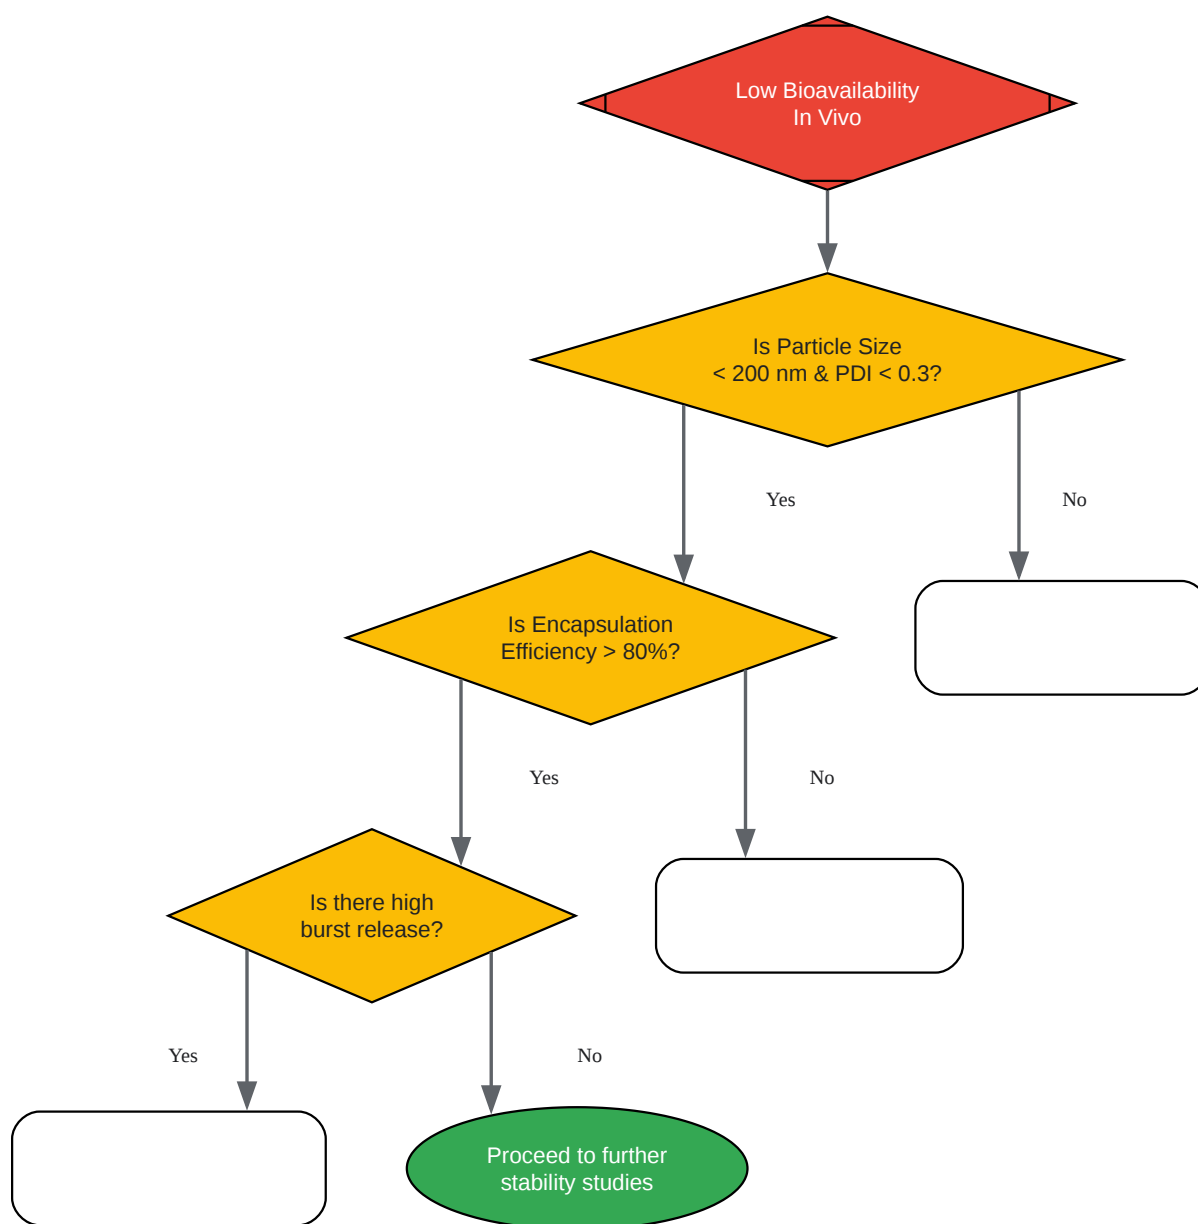 Low Bioavailability
In Vivo
Is Particle Size
< 200 nm & PDI < 0.3?
Yes
No
Is Encapsulation
Efficiency > 80%?
Yes
No
Is there high
burst release?
Yes
No
Proceed to further
stability studies